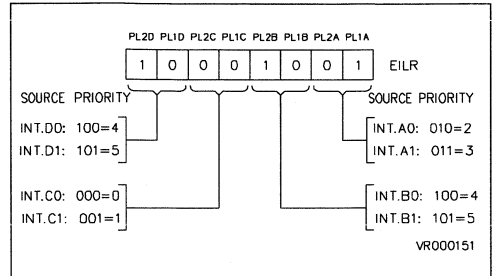 PL2D PL1D PL2C PL1C PL2B PL1B PL2A PL1A
1 0 0 0 1 0 0 1 EILR
SOURCE PRIORITY SOURCE PRIORITY
INT.D0: 100=4 INT.A0: 010=2
INT.D1: 101=5 INT.A1: 011=3
INT.C0: 000=0 INT.B0: 100=4
INT.C1: 001=1 INT.B1: 101=5
VR000151